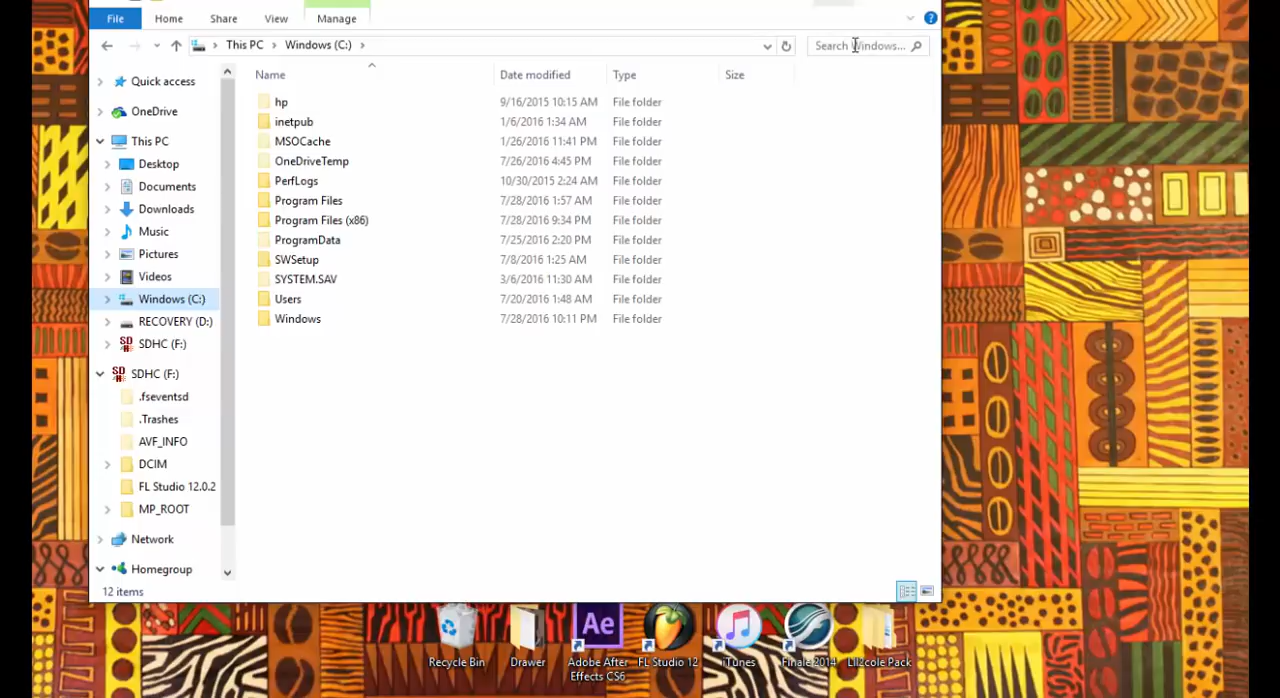 File Home Share View Manage
This PC > Windows (C:) >
Search Windows...
Name Date modified Type Size
hp 9/16/2015 10:15 AM File folder
inetpub 1/6/2016 1:34 AM File folder
MSOCache 1/26/2016 11:41 PM File folder
OneDriveTemp 7/26/2016 4:45 PM File folder
PerfLogs 10/30/2015 2:24 AM File folder
Program Files 7/28/2016 1:57 AM File folder
Program Files (x86) 7/28/2016 9:34 PM File folder
ProgramData 7/25/2016 2:20 PM File folder
SWSetup 7/8/2016 1:25 AM File folder
SYSTEM.SAV 3/6/2016 11:30 AM File folder
Users 7/20/2016 1:48 AM File folder
Windows 7/28/2016 10:11 PM File folder
Quick access
OneDrive
This PC
Desktop
Documents
Downloads
Music
Pictures
Videos
Windows (C:)
RECOVERY (D:)
SDHC (F:)
SDHC (F:)
.fseventsd
.Trashes
AVF_INFO
DCIM
FL Studio 12.0.2
MP_ROOT
Network
Homegroup
12 items
Recycle Bin
Drawer
Ae
Adobe After
Effects CS6
FL Studio 12
iTunes
Finale 2014
Lil2cole Pack